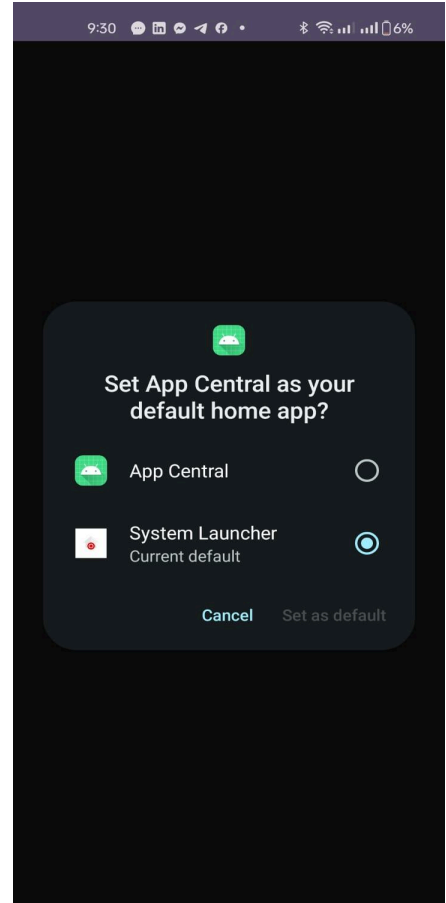 9:30
6%
Set App Central as your
default home app?
App Central
System Launcher
Current default
Cancel Set as default